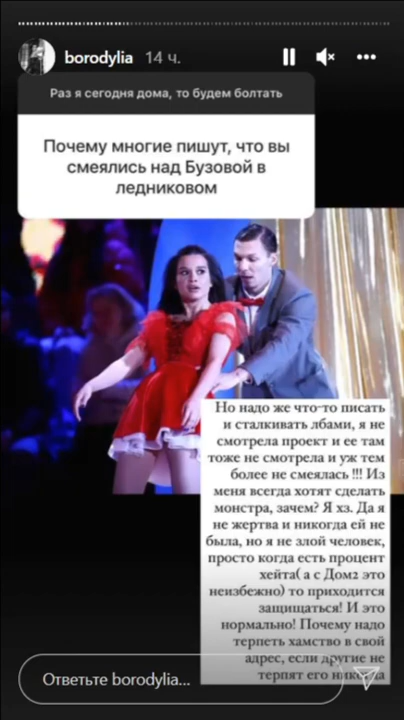 borodylia 14 ч.
Раз я сегодня дома, то будем болтать
Почему многие пишут, что вы
смеялись над Бузовой в
ледниковом
Но надо же что-то писать
и сталкивать лбами, я не
смотрела проект и ее там
тоже не смотрела и уж тем
более не смеялась !!! Из
меня всегда хотят сделать
монстра, зачем? Я хз. Да я
не жертва и никогда ей не
была, но я не злой человек,
просто когда есть процент
хейта( а с Дом2 это
неизбежно) то приходится
защищаться! И это
нормально! Почему надо
терпеть хамство в свой
адрес, если другие не
терпят его никогда
Ответьте borodylia...